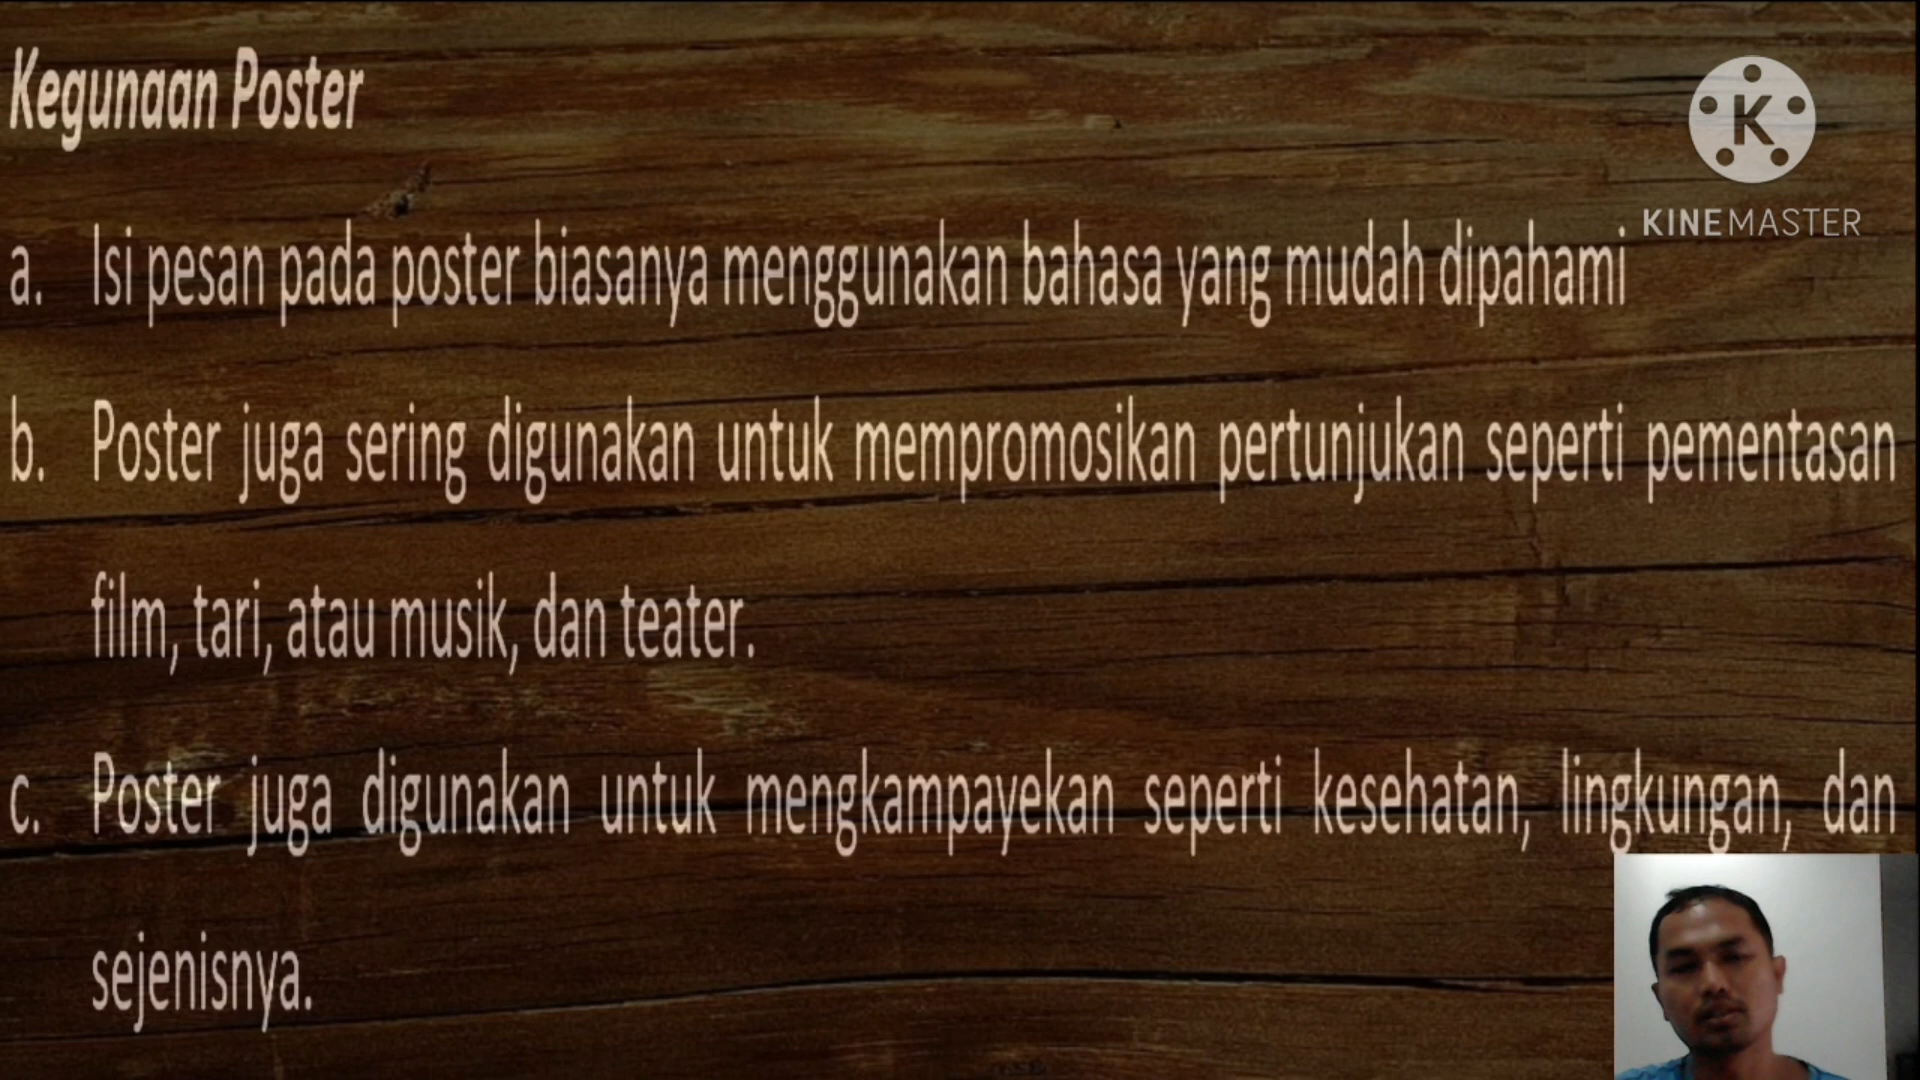 Kegunaan Poster
K
KINEMASTER
a. Isi pesan pada poster biasanya menggunakan bahasa yang mudah dipahami
b. Poster juga sering digunakan untuk mempromosikan pertunjukan seperti pementasan
film, tari, atau musik, dan teater.
c. Poster juga digunakan untuk mengkampayekan seperti kesehatan, lingkungan, dan
sejenisnya.